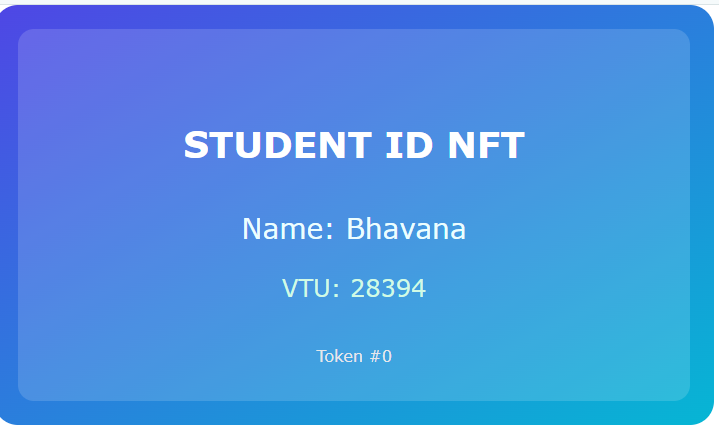 STUDENT ID NFT
Name: Bhavana
VTU: 28394
Token #0